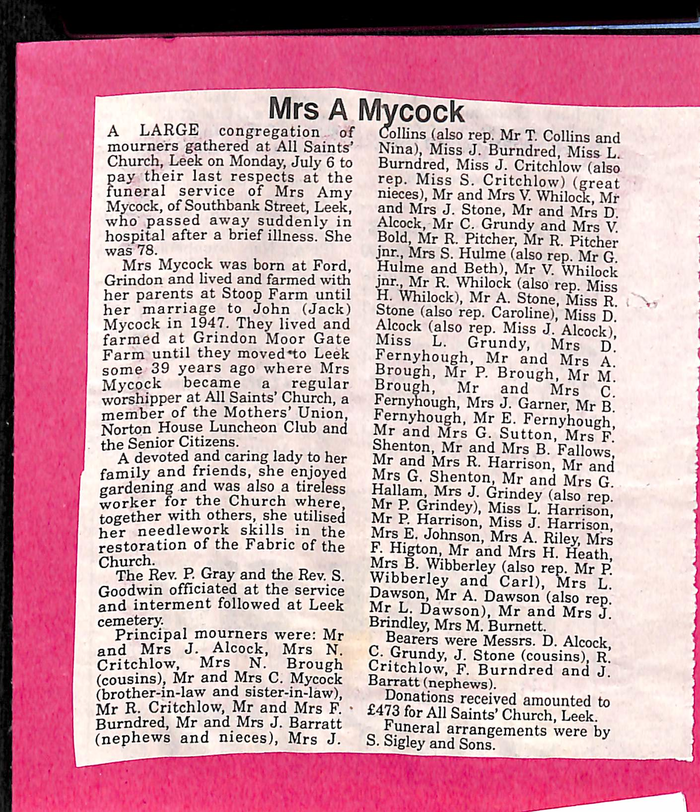 Mrs A Mycock
A LARGE congregation of
mourners gathered at All Saints'
Church, Leek on Monday, July 6 to
pay their last respects at the
funeral service of Mrs Amy
Mycock, of Southbank Street, Leek,
who passed away suddenly in
hospital after a brief illness. She
was 78.
Mrs Mycock was born at Ford,
Grindon and lived and farmed with
her parents at Stoop Farm until
her marriage to John (Jack)
Mycock in 1947. They lived and
farmed at Grindon Moor Gate
Farm until they moved to Leek
some 39 years ago where Mrs
Mycock became a regular
worshipper at All Saints' Church, a
member of the Mothers' Union,
Norton House Luncheon Club and
the Senior Citizens.
A devoted and caring lady to her
family and friends, she enjoyed
gardening and was also a tireless
worker for the Church where,
together with others, she utilised
her needlework skills in the
restoration of the Fabric of the
Church.
The Rev. P. Gray and the Rev. S.
Goodwin officiated at the service
and interment followed at Leek
cemetery.
Principal mourners were: Mr
and Mrs J. Alcock, Mrs N.
Critchlow, Mrs N. Brough
(cousins), Mr and Mrs C. Mycock
(brother-in-law and sister-in-law),
Mr R. Critchlow, Mr and Mrs F.
Burndred, Mr and Mrs J. Barratt
(nephews and nieces), Mrs J.
Collins (also rep. Mr T. Collins and
Nina), Miss J. Burndred, Miss L.
Burndred, Miss J. Critchlow (also
rep. Miss S. Critchlow) (great
nieces), Mr and Mrs V. Whilock, Mr
and Mrs J. Stone, Mr and Mrs D.
Alcock, Mr C. Grundy and Mrs V.
Bold, Mr R. Pitcher, Mr R. Pitcher
jnr., Mrs S. Hulme (also rep. Mr G.
Hulme and Beth), Mr V. Whilock
jnr., Mr R. Whilock (also rep. Miss
H. Whilock), Mr A. Stone, Miss R.
Stone (also rep. Caroline), Miss D.
Alcock (also rep. Miss J. Alcock),
Miss L. Grundy, Mrs D.
Fernyhough, Mr and Mrs A.
Brough, Mr P. Brough, Mr M.
Brough, Mr and Mrs C.
Fernyhough, Mrs J. Garner, Mr B.
Fernyhough, Mr E. Fernyhough,
Mr and Mrs G. Sutton, Mrs F.
Shenton, Mr and Mrs B. Fallows,
Mr and Mrs R. Harrison, Mr and
Mrs G. Shenton, Mr and Mrs G.
Hallam, Mrs J. Grindey (also rep.
Mr P. Grindey), Miss L. Harrison,
Mr P. Harrison, Miss J. Harrison,
Mrs E. Johnson, Mrs A. Riley, Mrs
F. Higton, Mr and Mrs H. Heath,
Mrs B. Wibberley (also rep. Mr P.
Wibberley and Carl), Mrs L.
Dawson, Mr A. Dawson (also rep.
Mr L. Dawson), Mr and Mrs J.
Brindley, Mrs M. Burnett.
Bearers were Messrs. D. Alcock,
C. Grundy, J. Stone (cousins), R.
Critchlow, F. Burndred and J.
Barratt (nephews).
Donations received amounted to
£473 for All Saints' Church, Leek.
Funeral arrangements were by
S. Sigley and Sons.